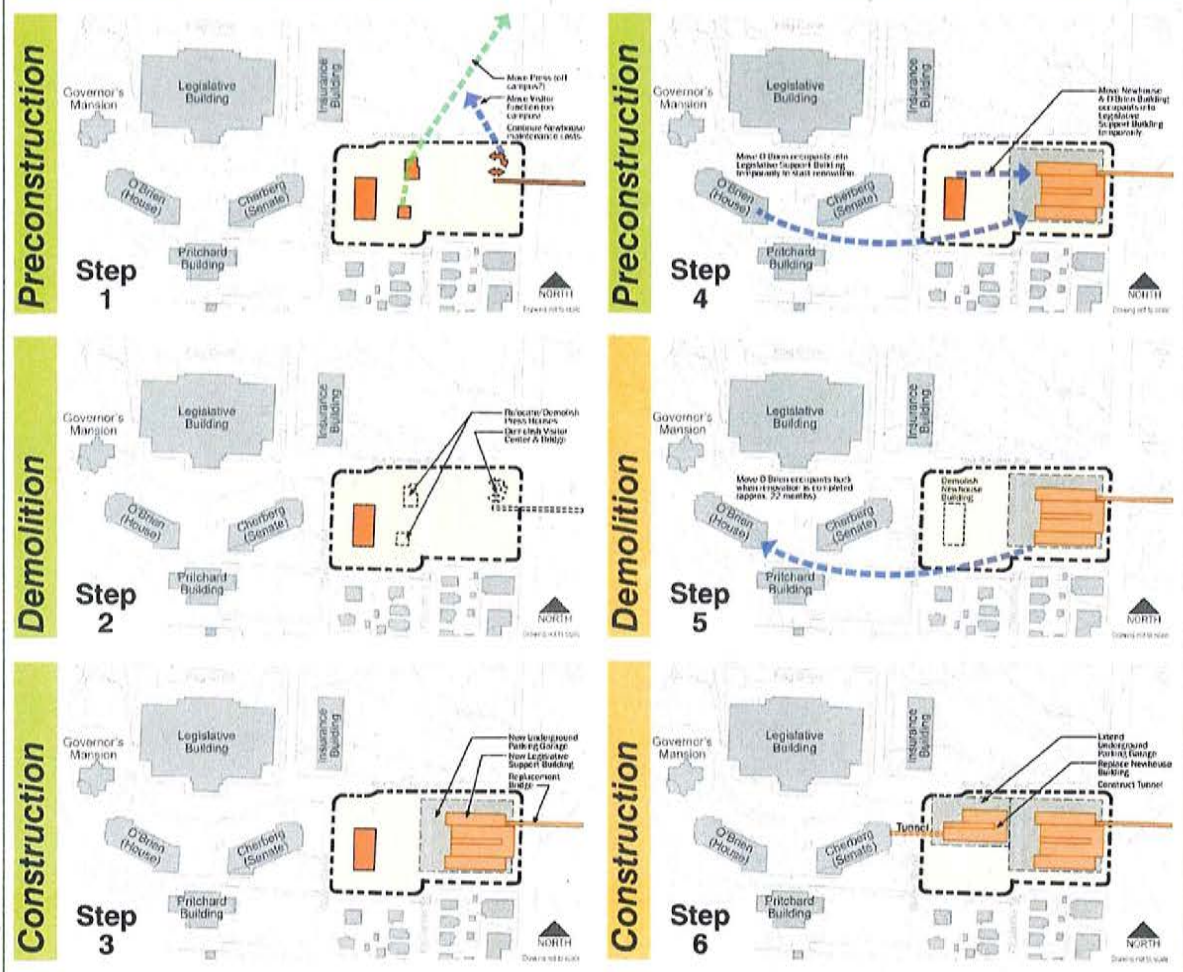 Preconstruction
Governor's
Mansion
Legislative
Building
Insurance
Building
Move Press (off
campus?)
Move Visitor
Function (on
campus)
Continue Newhouse
maintenance costs.
O'Brien
(House)
Cherberg
(Senate)
Pritchard
Building
Step
1
NORTH
Drawing not to scale
Demolition
Governor's
Mansion
Legislative
Building
Insurance
Building
Relocate/Demolish
Press Houses
Demolish Visitor
Center & Bridge
O'Brien
(House)
Cherberg
(Senate)
Pritchard
Building
Step
2
NORTH
Drawing not to scale
Construction
Governor's
Mansion
Legislative
Building
Insurance
Building
New Underground
Parking Garage
New Legislative
Support Building
Replacement
Bridge
O'Brien
(House)
Cherberg
(Senate)
Pritchard
Building
Step
3
NORTH
Drawing not to scale
Preconstruction
Governor's
Mansion
Legislative
Building
Insurance
Building
Move Newhouse
& O'Brien Building
occupants into
Legislative
Support Building
temporarily
Move O'Brien occupants into
Legislative Support Building
temporarily to start renovation.
O'Brien
(House)
Cherberg
(Senate)
Pritchard
Building
Step
4
NORTH
Drawing not to scale
Demolition
Governor's
Mansion
Legislative
Building
Insurance
Building
Move O'Brien occupants back
when renovation is completed
(approx. 22 months)
Demolish
Newhouse
Building
O'Brien
(House)
Cherberg
(Senate)
Pritchard
Building
Step
5
NORTH
Drawing not to scale
Construction
Governor's
Mansion
Legislative
Building
Insurance
Building
Extend
Underground
Parking Garage
Replace Newhouse
Building
Construct Tunnel
Tunnel
O'Brien
(House)
Cherberg
(Senate)
Pritchard
Building
Step
6
NORTH
Drawing not to scale